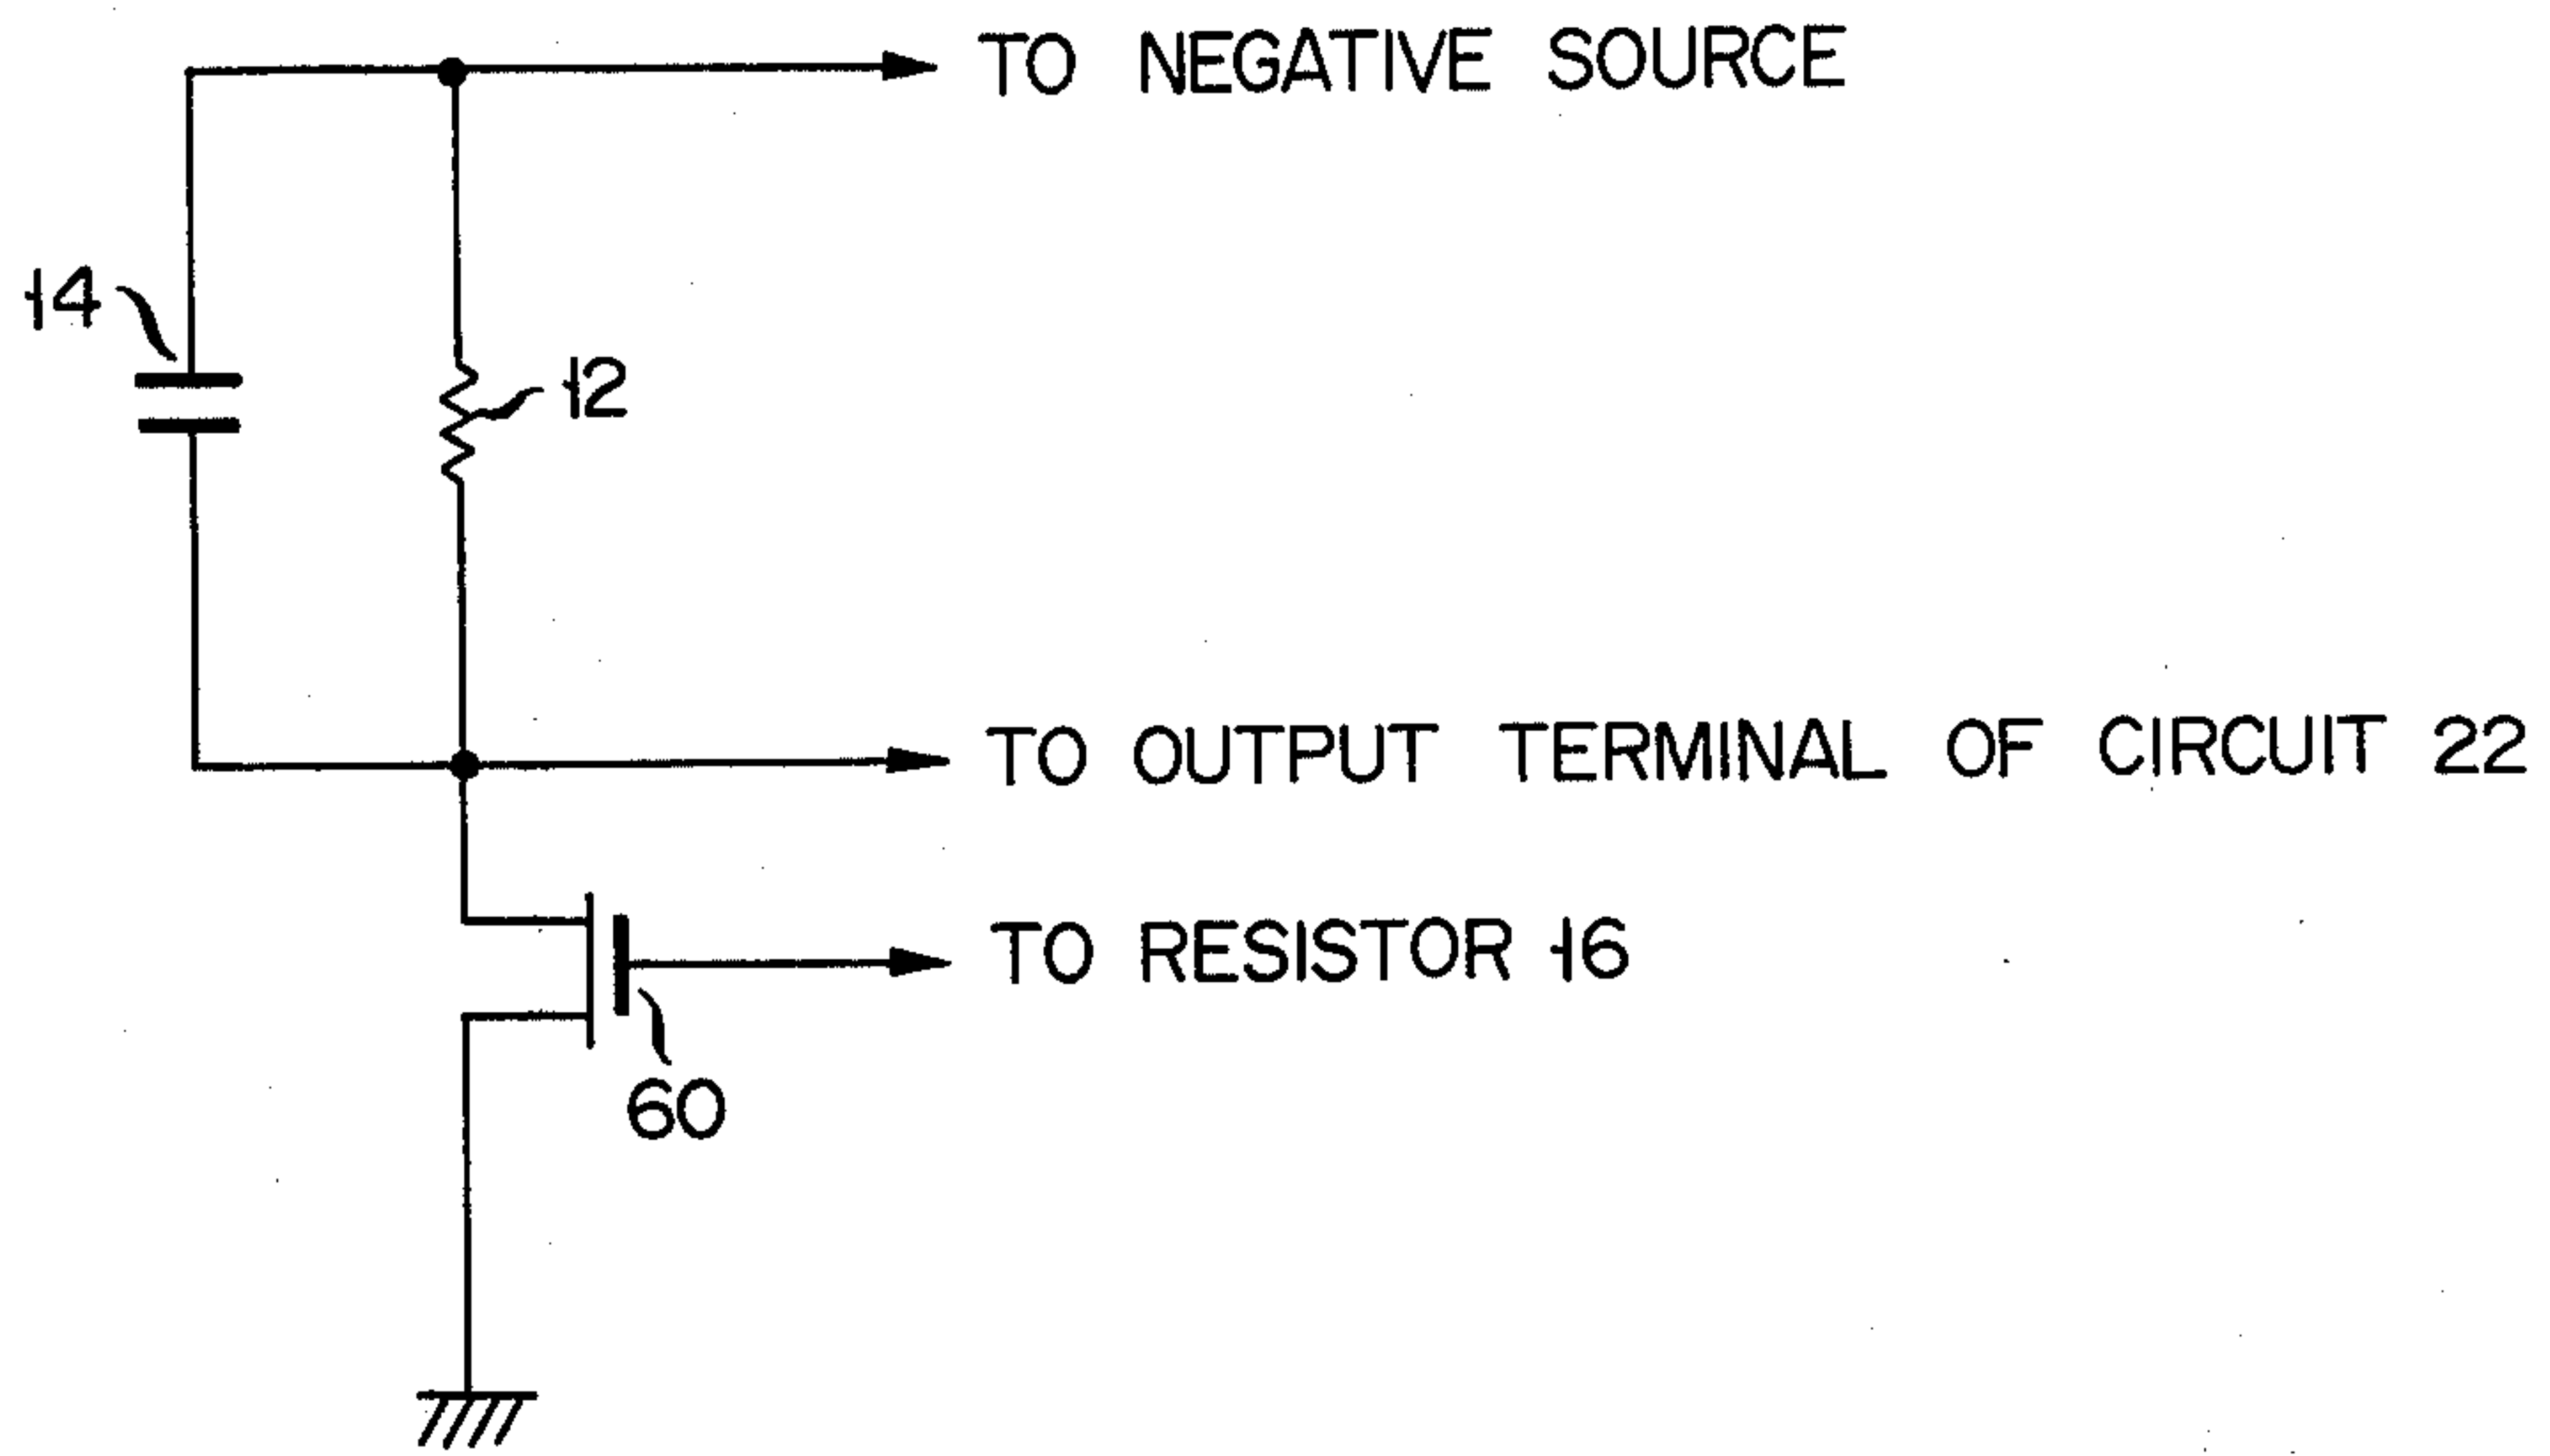 TO NEGATIVE SOURCE
14
12
TO OUTPUT TERMINAL OF CIRCUIT 22
TO RESISTOR 16
60